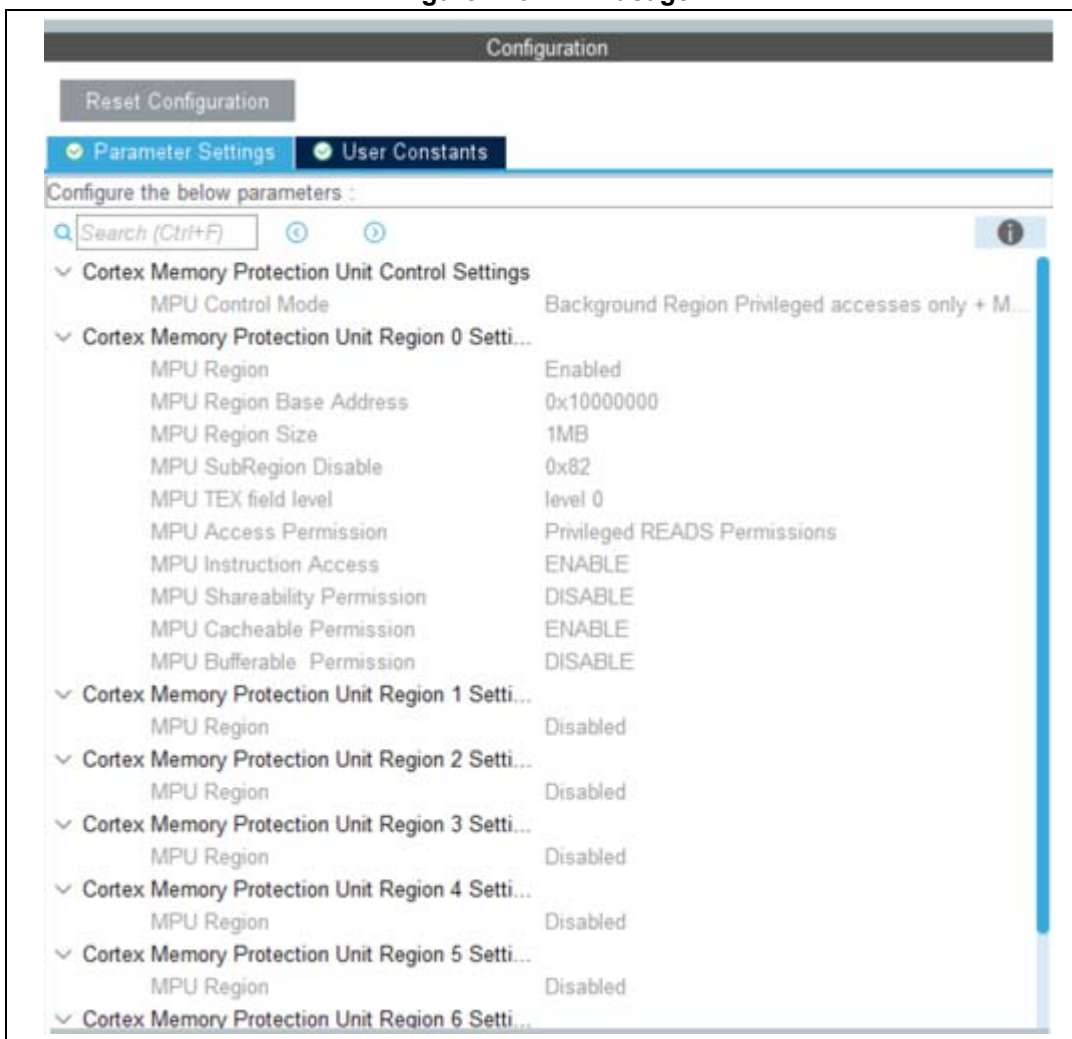 Configuration
Reset Configuration
Parameter Settings User Constants
Configure the below parameters :
Search (Ctrl+F)
Cortex Memory Protection Unit Control Settings
MPU Control Mode Background Region Privileged accesses only + M...
Cortex Memory Protection Unit Region 0 Setti...
MPU Region Enabled
MPU Region Base Address 0x10000000
MPU Region Size 1MB
MPU SubRegion Disable 0x82
MPU TEX field level level 0
MPU Access Permission Privileged READS Permissions
MPU Instruction Access ENABLE
MPU Shareability Permission DISABLE
MPU Cacheable Permission ENABLE
MPU Bufferable Permission DISABLE
Cortex Memory Protection Unit Region 1 Setti...
MPU Region Disabled
Cortex Memory Protection Unit Region 2 Setti...
MPU Region Disabled
Cortex Memory Protection Unit Region 3 Setti...
MPU Region Disabled
Cortex Memory Protection Unit Region 4 Setti...
MPU Region Disabled
Cortex Memory Protection Unit Region 5 Setti...
MPU Region Disabled
Cortex Memory Protection Unit Region 6 Setti...